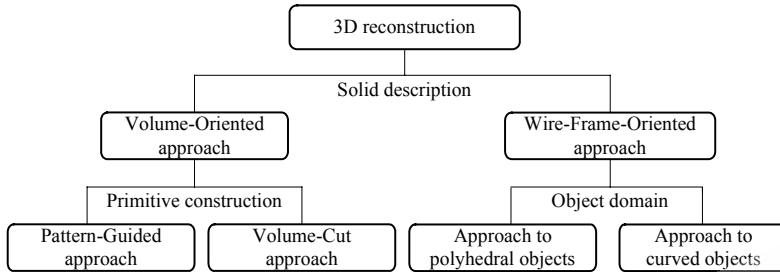 3D reconstruction
Solid description
Volume-Oriented
approach
Wire-Frame-Oriented
approach
Primitive construction
Object domain
Pattern-Guided
approach
Volume-Cut
approach
Approach to
polyhedral objects
Approach to
curved objects